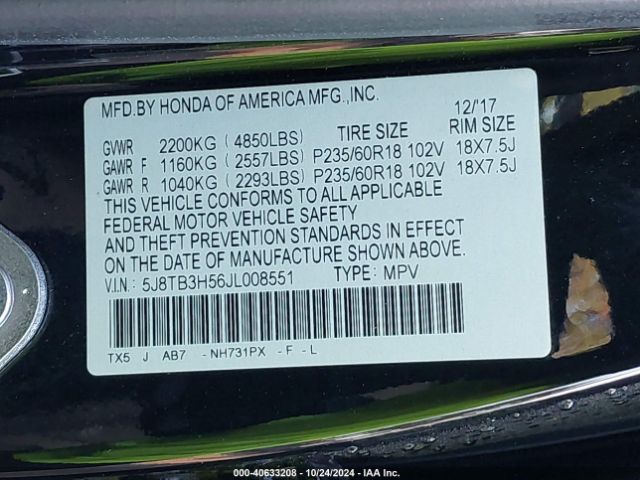 MFD.BY HONDA OF AMERICA MFG.,INC. 12/'17
GVWR 2200KG ( 4850LBS) TIRE SIZE RIM SIZE
GAWR F 1160KG ( 2557LBS) P235/60R18 102V 18X7.5J
GAWR R 1040KG ( 2293LBS) P235/60R18 102V 18X7.5J
THIS VEHICLE CONFORMS TO ALL APPLICABLE
FEDERAL MOTOR VEHICLE SAFETY
AND THEFT PREVENTION STANDARDS IN EFFECT
ON THE DATE OF MANUFACTURE SHOWN ABOVE.
V.I.N: 5J8TB3H56JL008551 TYPE: MPV
TX5 J AB7 -NH731PX -F -L
000-40633208 - 10/24/2024 - IAA Inc.